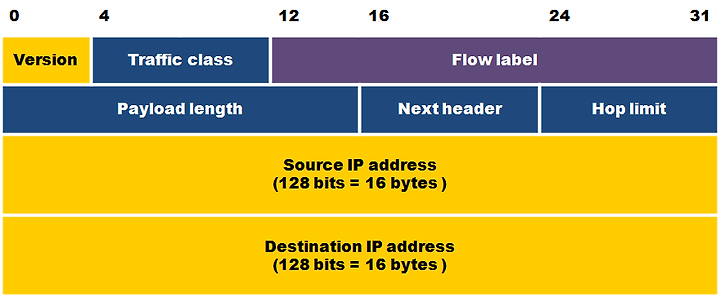 0 4 12 16 24 31
Version Traffic class Flow label
Payload length Next header Hop limit
Source IP address
(128 bits = 16 bytes )
Destination IP address
(128 bits = 16 bytes )